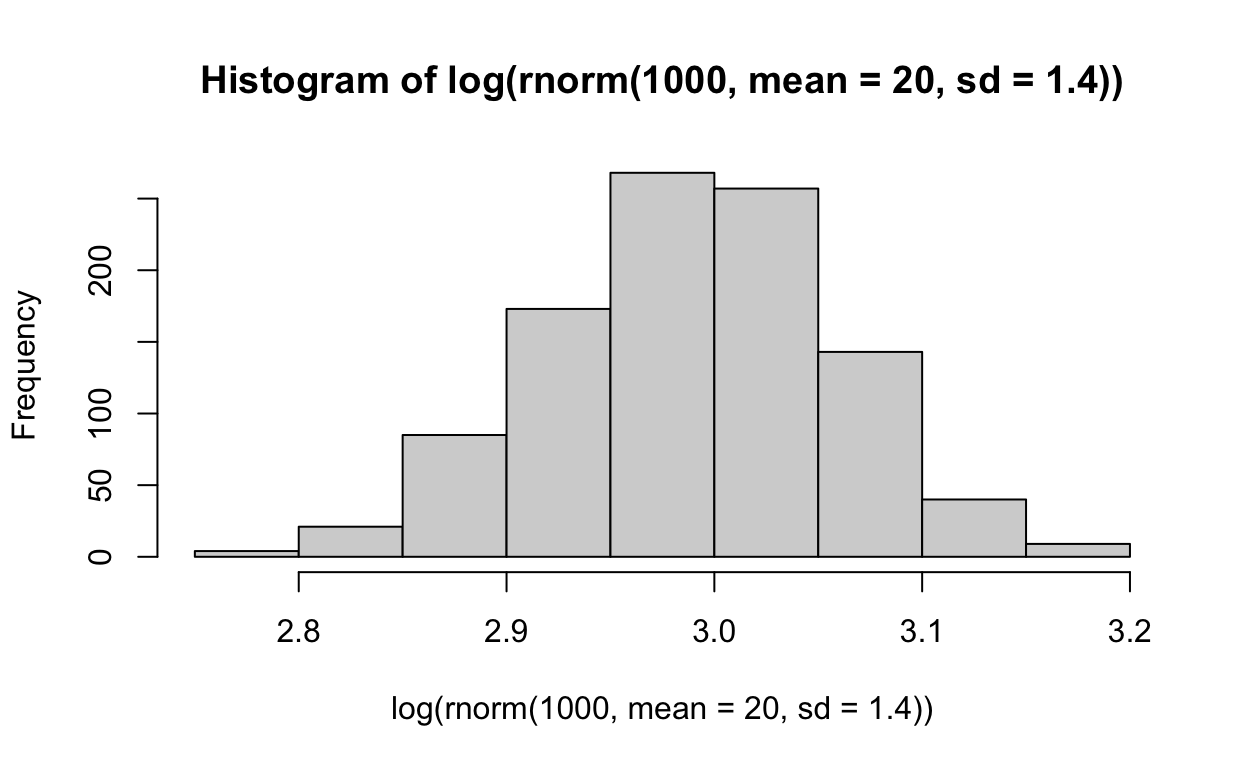 Histogram of log(rnorm(1000, mean = 20, sd = 1.4))
Frequency
200
100
50
0
2.8 2.9 3.0 3.1 3.2
log(rnorm(1000, mean = 20, sd = 1.4))